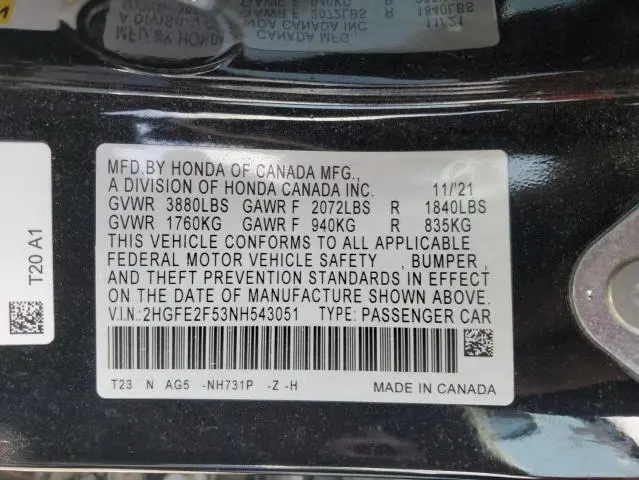 MFD.BY HONDA OF CANADA MFG.,
A DIVISION OF HONDA CANADA INC. 11/'21
GVWR 3880LBS GAWR F 2072LBS R 1840LBS
GVWR 1760KG GAWR F 940KG R 835KG
THIS VEHICLE CONFORMS TO ALL APPLICABLE
FEDERAL MOTOR VEHICLE SAFETY , BUMPER ,
AND THEFT PREVENTION STANDARDS IN EFFECT
ON THE DATE OF MANUFACTURE SHOWN ABOVE.
V.I.N.:2HGFE2F53NH543051 TYPE:PASSENGER CAR
T23 N AG5 -NH731P -Z -H
MADE IN CANADA
T20 A1